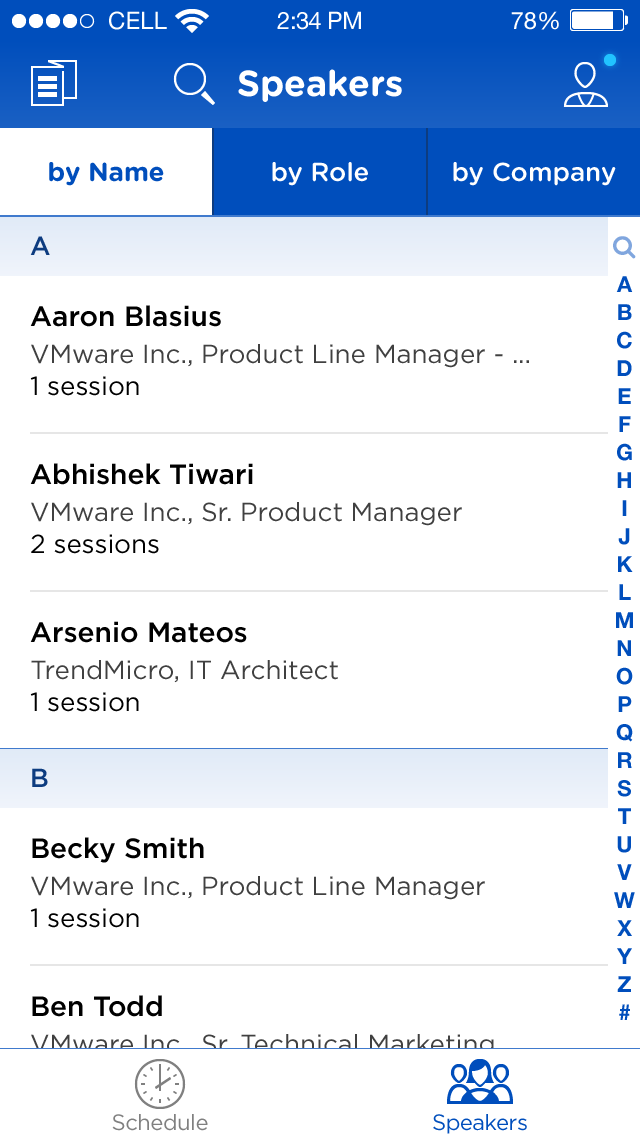 CELL 2:34 PM 78%
Speakers
by Name by Role by Company
A
Aaron Blasius
VMware Inc., Product Line Manager - ...
1 session
Abhishek Tiwari
VMware Inc., Sr. Product Manager
2 sessions
Arsenio Mateos
TrendMicro, IT Architect
1 session
B
Becky Smith
VMware Inc., Product Line Manager
1 session
Ben Todd
VMware Inc., Sr. Technical Marketing
A
B
C
D
E
F
G
H
I
J
K
L
M
N
O
P
Q
R
S
T
U
V
W
X
Y
Z
#
Schedule Speakers